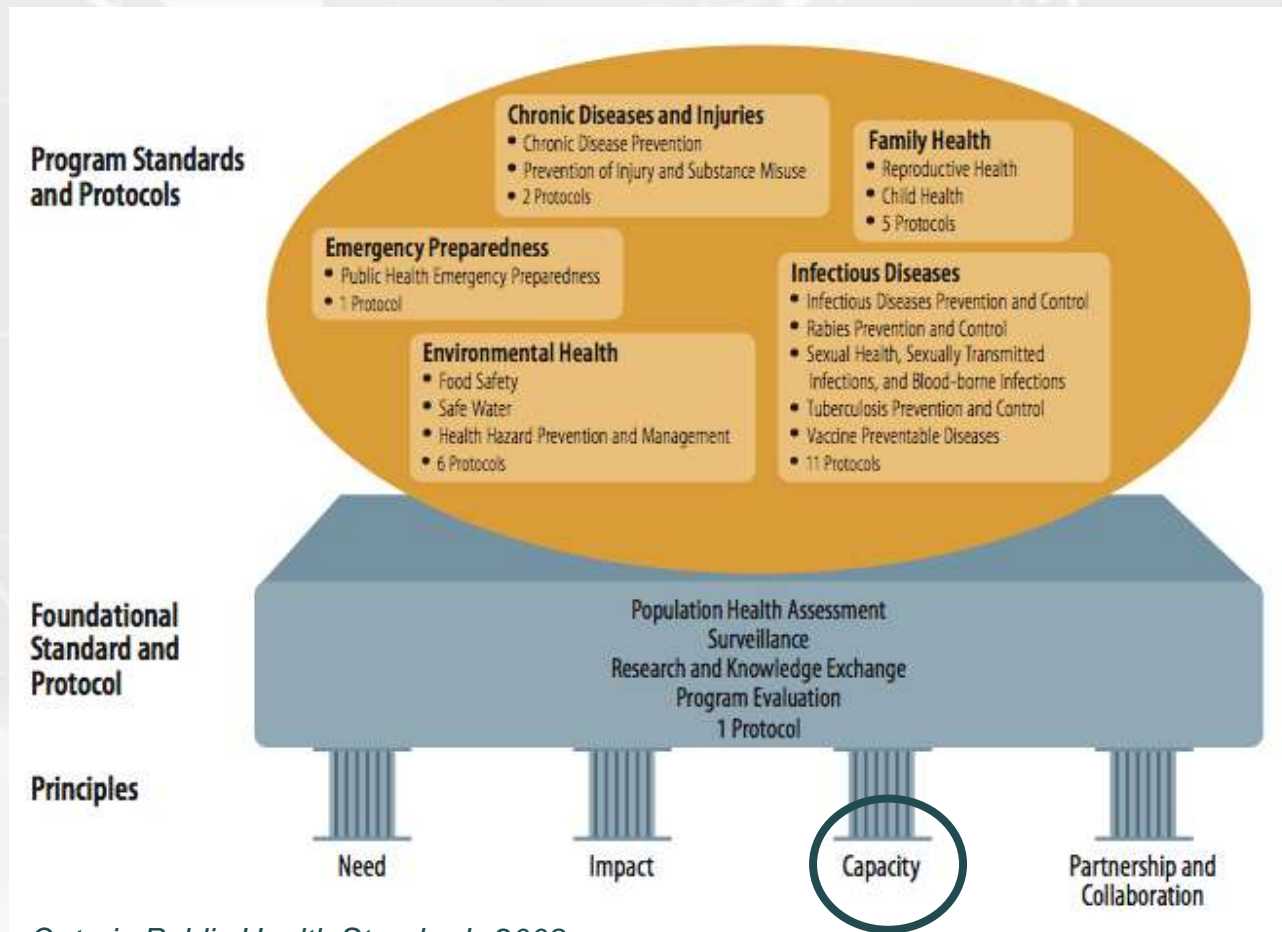 Program Standards
and Protocols
Chronic Diseases and Injuries
• Chronic Disease Prevention
• Prevention of Injury and Substance Misuse
• 2 Protocols
Family Health
• Reproductive Health
• Child Health
• 5 Protocols
Emergency Preparedness
• Public Health Emergency Preparedness
• 1 Protocol
Infectious Diseases
• Infectious Diseases Prevention and Control
• Rabies Prevention and Control
• Sexual Health, Sexually Transmitted
Infections, and Blood-borne Infections
• Tuberculosis Prevention and Control
• Vaccine Preventable Diseases
• 11 Protocols
Environmental Health
• Food Safety
• Safe Water
• Health Hazard Prevention and Management
• 6 Protocols
Foundational
Standard and
Protocol
Population Health Assessment
Surveillance
Research and Knowledge Exchange
Program Evaluation
1 Protocol
Principles
Need
Impact
Capacity
Partnership and
Collaboration
Ontario Public Health Standards